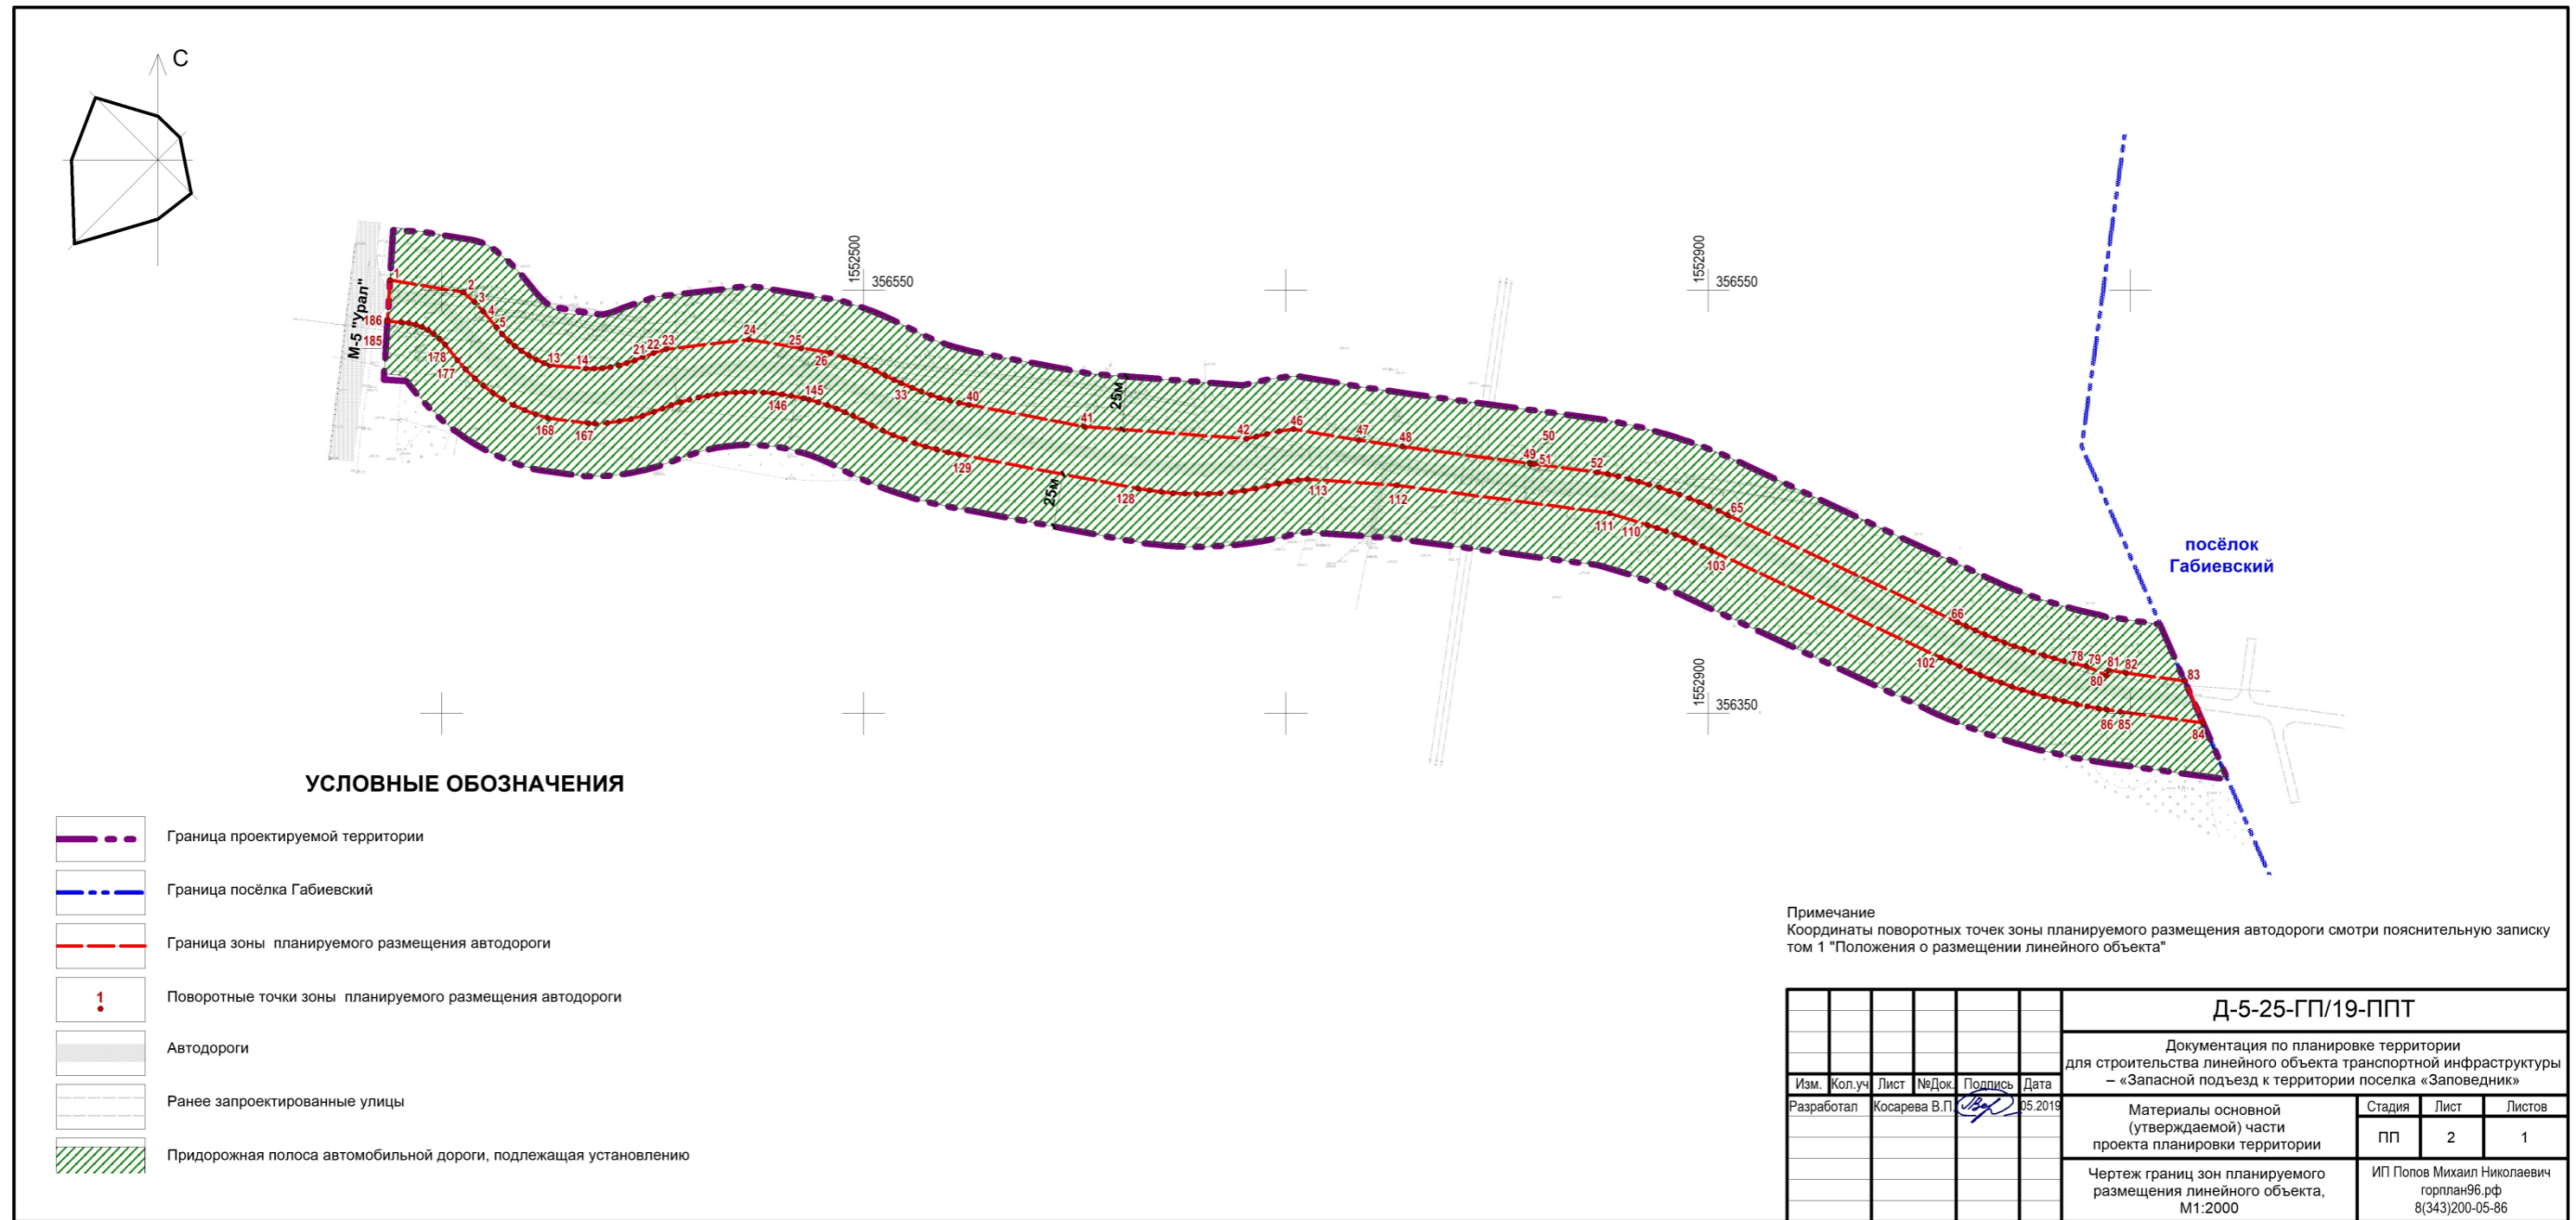 С
М-5 "Урал"
1552500
356550
1552900
356550
1552900
356350
1
2
3
4
5
13
14
21
22
23
24
25
26
33
40
41
42
46
47
48
49
50
51
52
65
66
78
79
80
81
82
83
84
85
86
102
103
110
111
112
113
128
129
145
146
167
168
177
178
185
186
25м
25м
посёлок
Габиевский
УСЛОВНЫЕ ОБОЗНАЧЕНИЯ
Граница проектируемой территории
Граница посёлка Габиевский
Граница зоны планируемого размещения автодороги
1
Поворотные точки зоны планируемого размещения автодороги
Автодороги
Ранее запроектированные улицы
Придорожная полоса автомобильной дороги, подлежащая установлению
Примечание
Координаты поворотных точек зоны планируемого размещения автодороги смотри пояснительную записку
том 1 "Положения о размещении линейного объекта"
Д-5-25-ГП/19-ППТ
Документация по планировке территории
для строительства линейного объекта транспортной инфраструктуры
– «Запасной подъезд к территории поселка «Заповедник»
Изм. Кол.уч Лист №Док. Подпись Дата
Разработал Косарева В.П. 05.2019
Материалы основной
(утверждаемой) части
проекта планировки территории
Стадия Лист Листов
ПП 2 1
Чертеж границ зон планируемого
размещения линейного объекта,
М1:2000
ИП Попов Михаил Николаевич
горплан96.рф
8(343)200-05-86